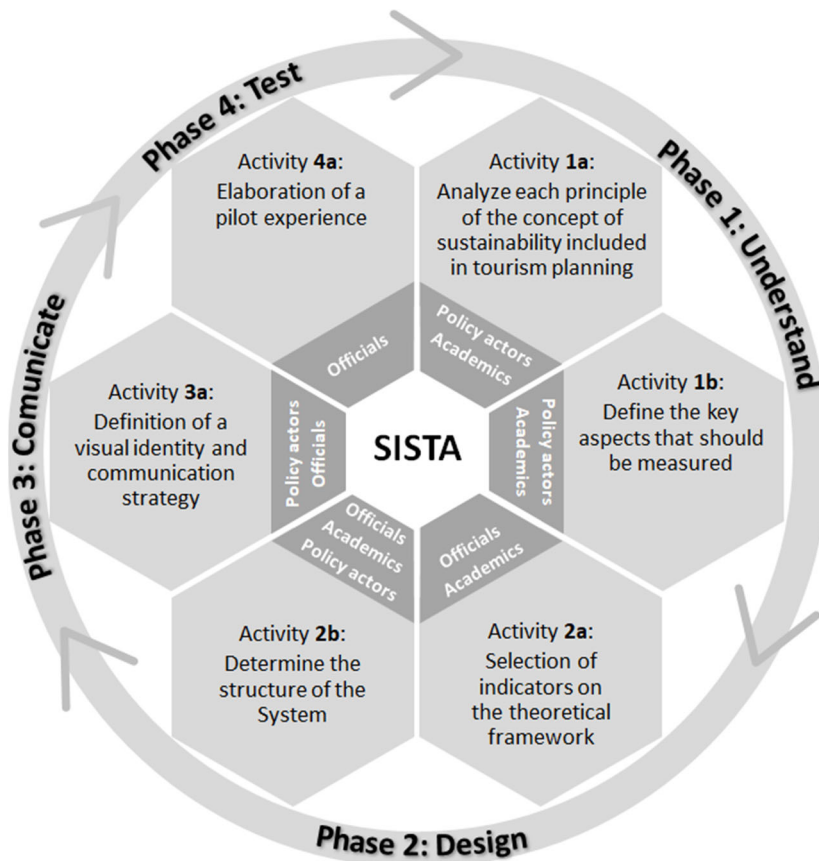 Phase 1: Understand
Activity 1a:
Analyze each principle
of the concept of
sustainability included
in tourism planning
Policy actors
Academics
Activity 1b:
Define the key
aspects that should
be measured
Policy actors
Academics
Phase 2: Design
Activity 2a:
Selection of
indicators on
the theoretical
framework
Officials
Academics
Activity 2b:
Determine the
structure of the
System
Officials
Academics
Policy actors
Phase 3: Comunicate
Activity 3a:
Definition of a
visual identity and
communication
strategy
Policy actors
Officials
Phase 4: Test
Activity 4a:
Elaboration of a
pilot experience
Officials
SISTA